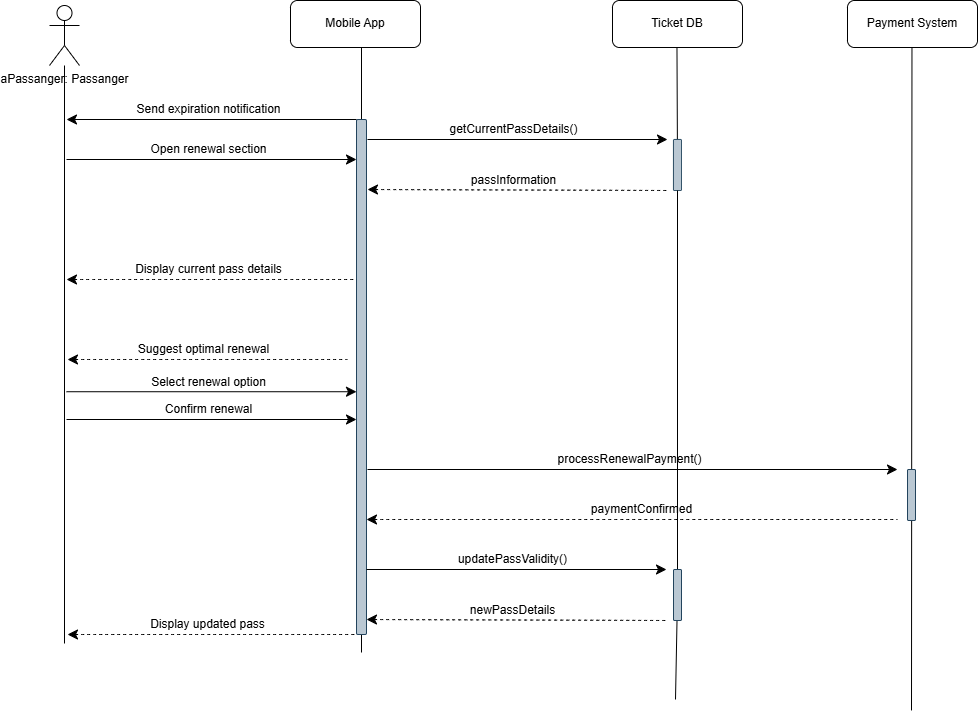 Mobile App
Ticket DB
Payment System
aPassanger: Passanger
Send expiration notification
getCurrentPassDetails()
Open renewal section
passInformation
Display current pass details
Suggest optimal renewal
Select renewal option
Confirm renewal
processRenewalPayment()
paymentConfirmed
updatePassValidity()
newPassDetails
Display updated pass